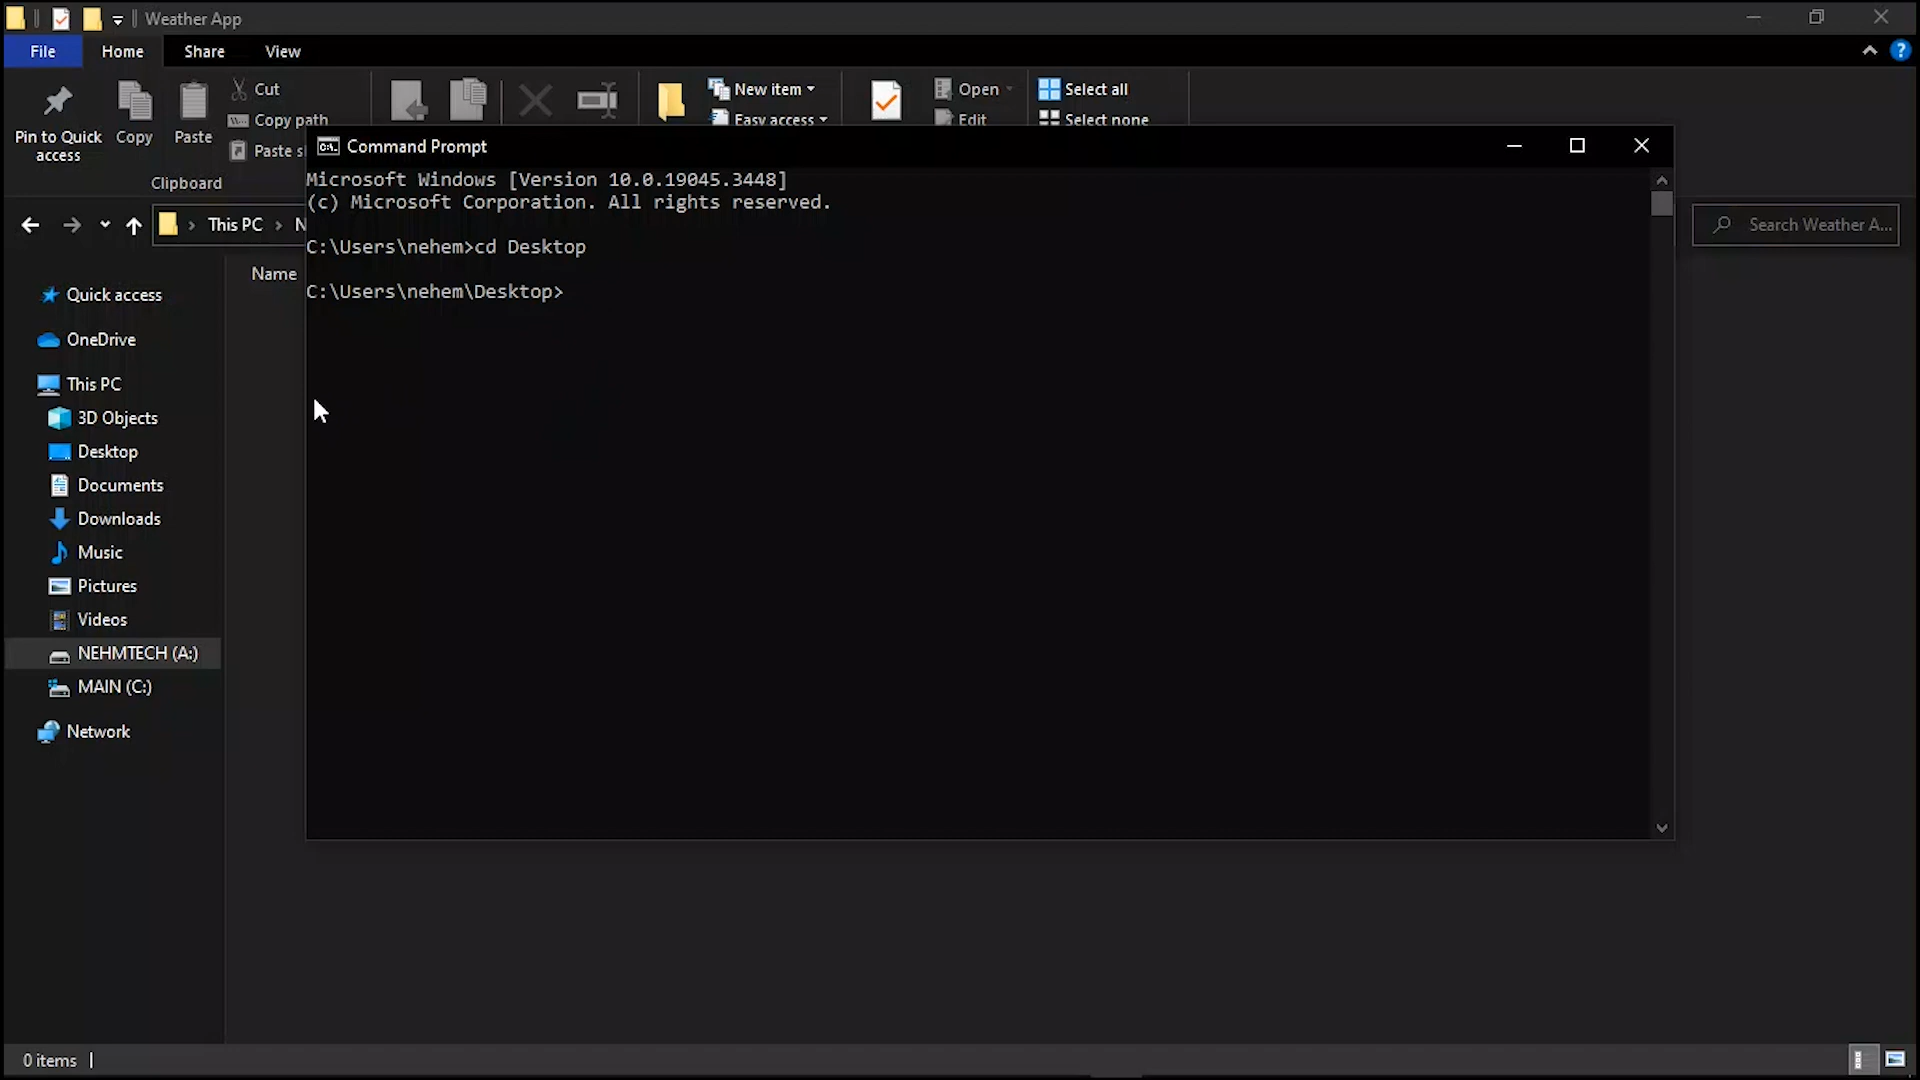 Weather App
File Home Share View
Pin to Quick access
Copy
Paste
Cut
Copy path
Paste s
Clipboard
New item
Easy access
Open
Edit
Select all
Select none
Command Prompt
Microsoft Windows [Version 10.0.19045.3448]
(c) Microsoft Corporation. All rights reserved.
C:\Users\nehem>cd Desktop
C:\Users\nehem\Desktop>
This PC > N
Search Weather A...
Name
Quick access
OneDrive
This PC
3D Objects
Desktop
Documents
Downloads
Music
Pictures
Videos
NEHMTECH (A:)
MAIN (C:)
Network
0 items